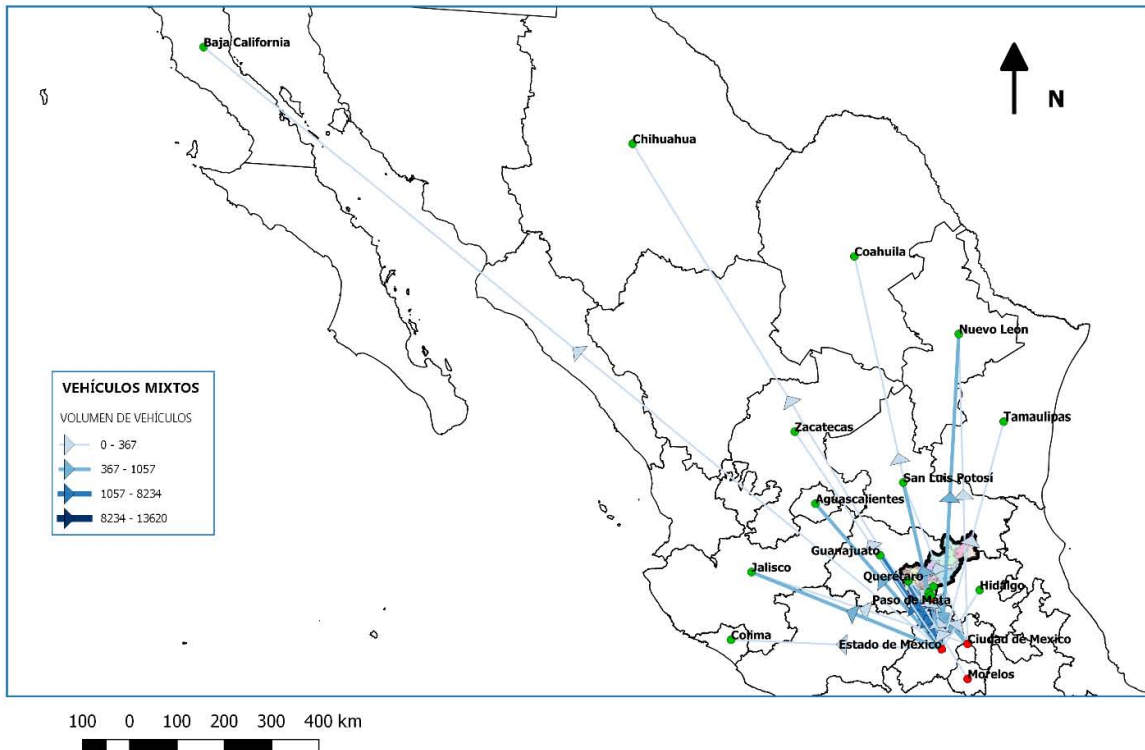 Baja California
N
Chihuahua
Coahuila
Nuevo León
VEHÍCULOS MIXTOS
VOLUMEN DE VEHÍCULOS
0 - 367
367 - 1057
1057 - 8234
8234 - 13620
Tamaulipas
Zacatecas
San Luis Potosí
Aguascalientes
Guanajuato
Jalisco
Querétaro
Hidalgo
Paso de Mata
Colima
Estado de México
Ciudad de Mexico
Morelos
100 0 100 200 300 400 km